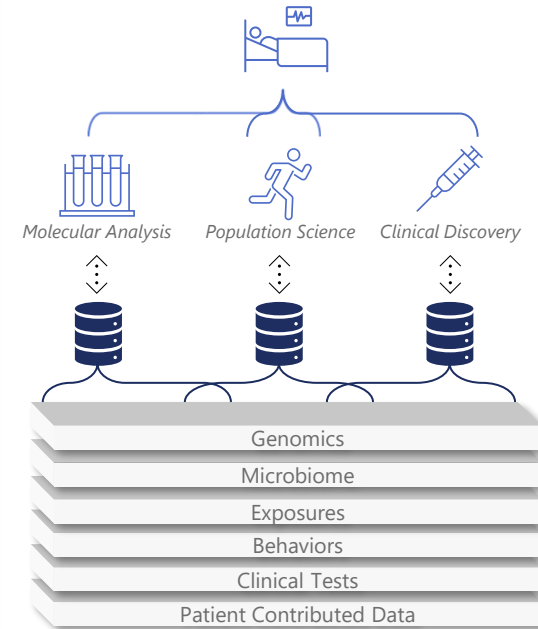 Molecular Analysis
Population Science
Clinical Discovery
Genomics
Microbiome
Exposures
Behaviors
Clinical Tests
Patient Contributed Data